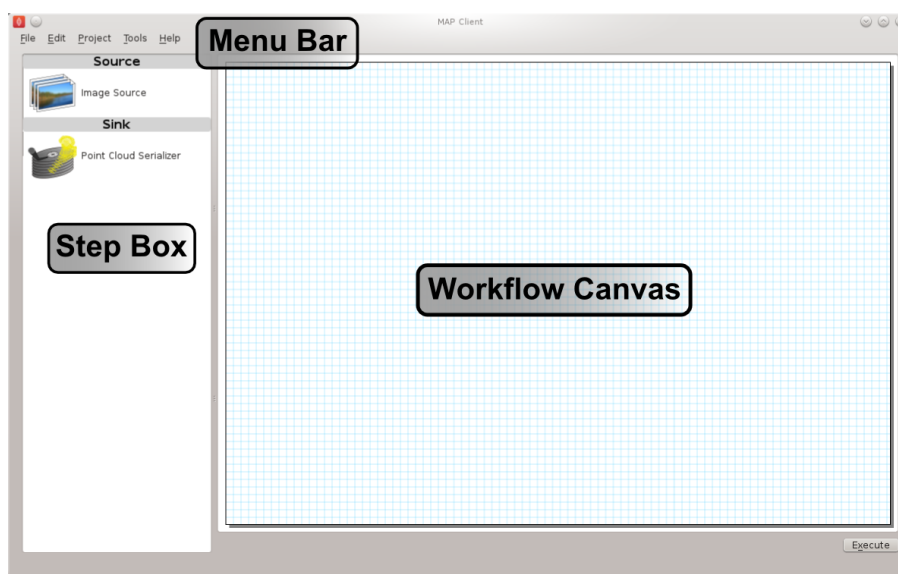 MAP Client
File Edit Project Tools Help
Menu Bar
Source
Image Source
Sink
Point Cloud Serializer
Step Box
Workflow Canvas
Execute